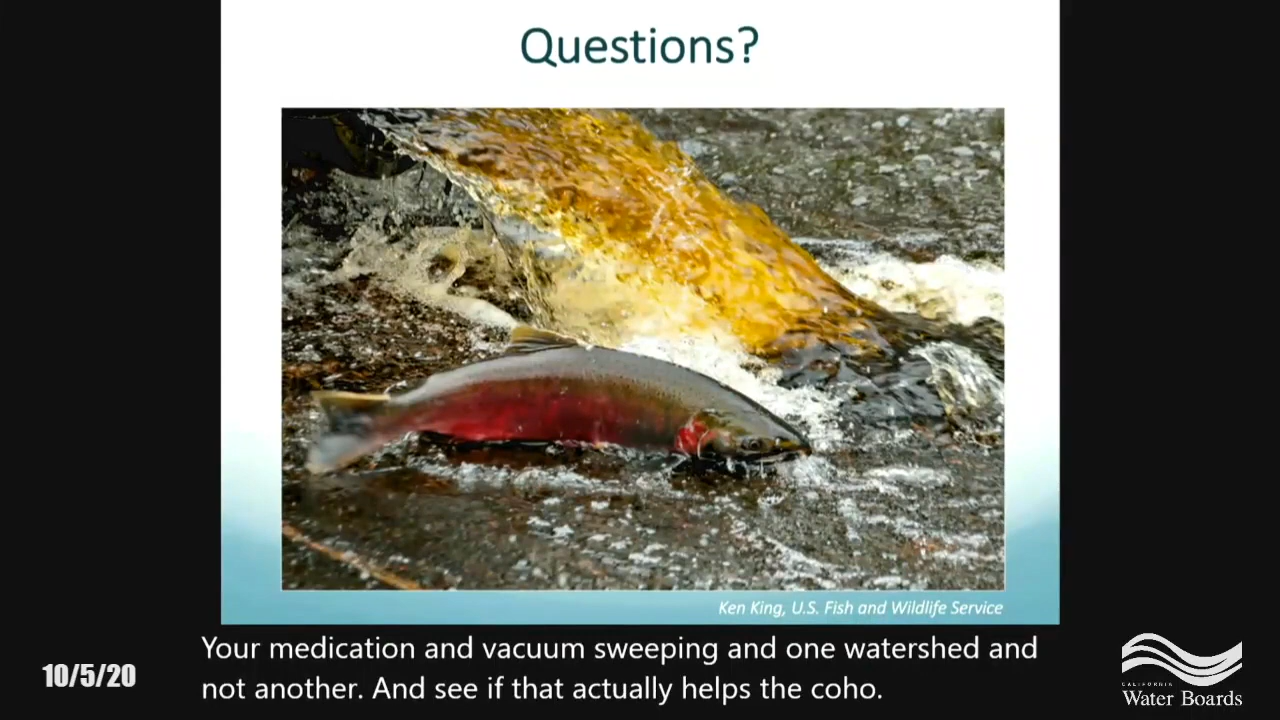 Questions?
Ken King, U.S. Fish and Wildlife Service
Your medication and vacuum sweeping and one watershed and
not another. And see if that actually helps the coho.
10/5/20
CALIFORNIA
Water Boards